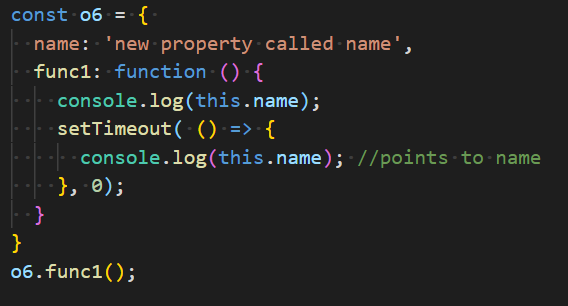 const o6 = {
  name: 'new property called name',
  func1: function () {
    console.log(this.name);
    setTimeout( () => {
      console.log(this.name); //points to name
    }, 0);
  }
}
o6.func1();